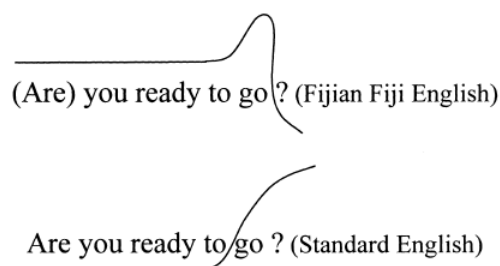 (Are) you ready to go ? (Fijian Fiji English)
Are you ready to go ? (Standard English)